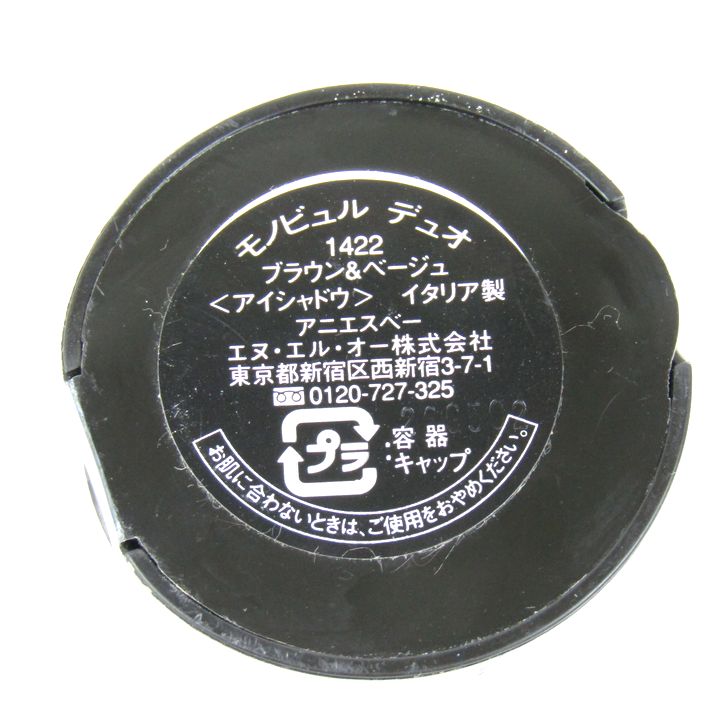 モノビュル デュオ
1422
ブラウン&ベージュ
<アイシャドウ> イタリア製
アニエスベー
エヌ・エル・オー株式会社
東京都新宿区西新宿3-7-1
0120-727-325
プラ :容器
:キャップ
お肌に合わないときは、ご使用をおやめください。